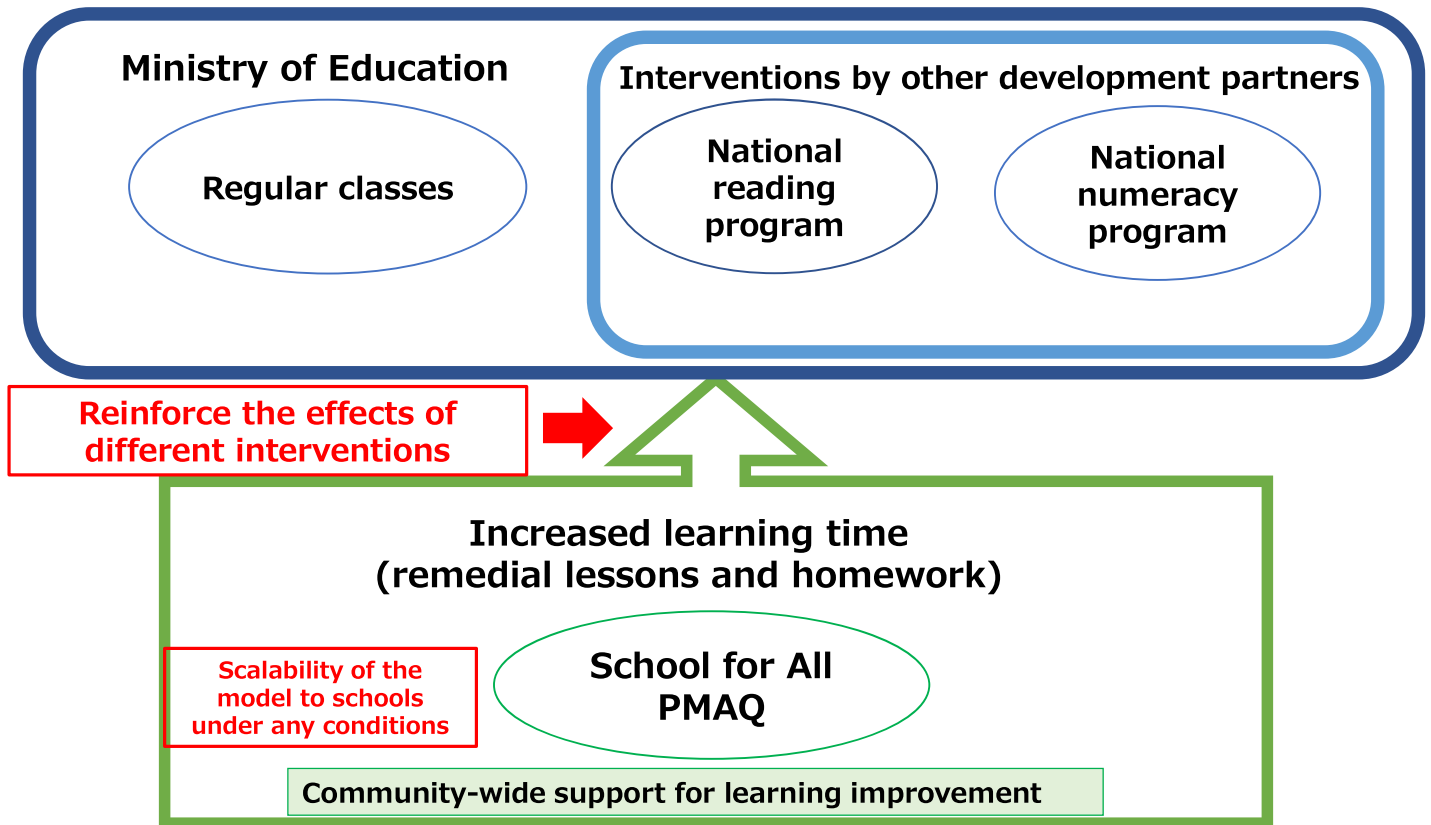 Ministry of Education
Interventions by other development partners
Regular classes
National
reading
program
National
numeracy
program
Reinforce the effects of
different interventions
Increased learning time
(remedial lessons and homework)
Scalability of the
model to schools
under any conditions
School for All
PMAQ
Community-wide support for learning improvement